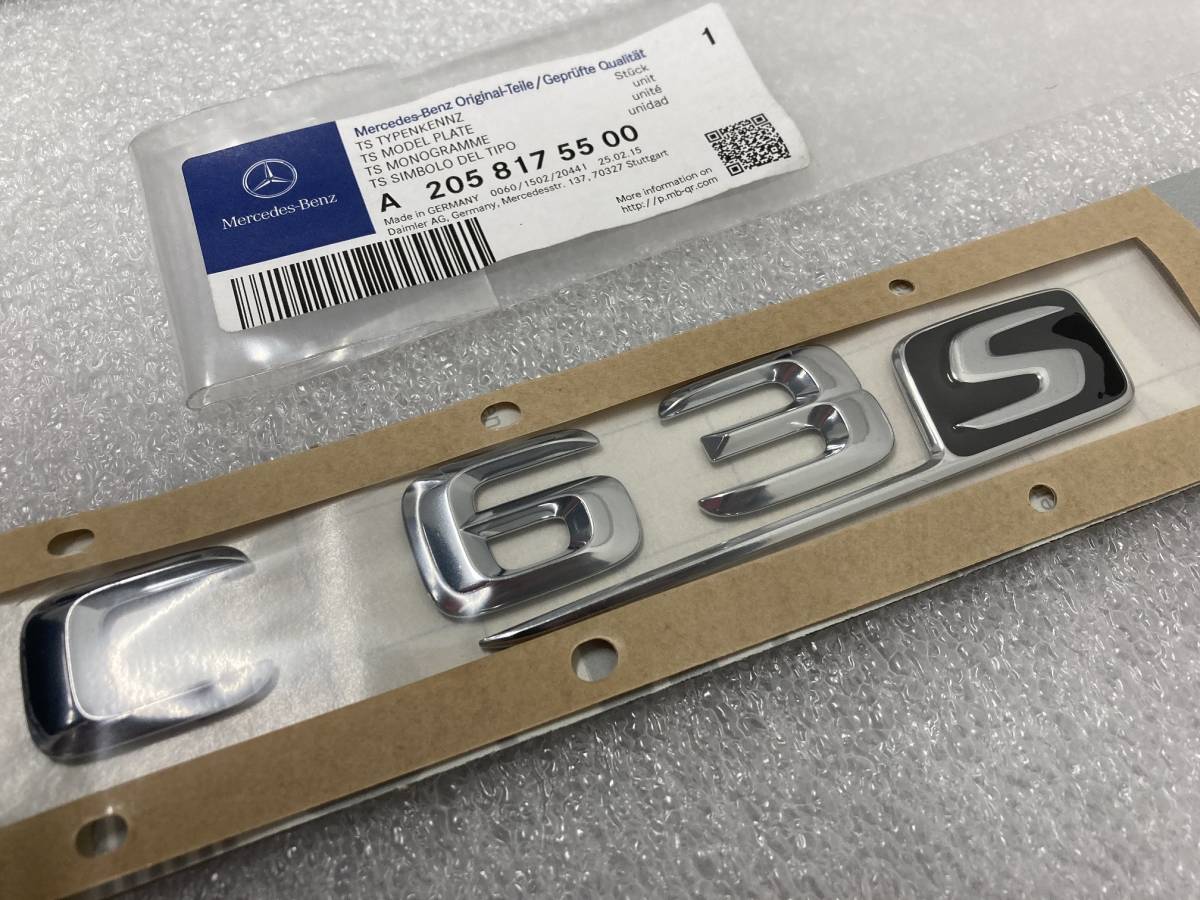 Mercedes-Benz Original-Teile/Geprüfte Qualität
1
TS TYPENKENNZ
Stück
TS MODEL PLATE
unit
TS MONOGRAMME
unité
TS SIMBOLO DEL TIPO
unidad
A 205 817 55 00
Made in GERMANY 0060/1502/20441 25.02.15
Daimler AG, Germany, Mercedesstr. 137, 70327 Stuttgart
More information on
http://p.mb-qr.com
Mercedes-Benz
C 63 S